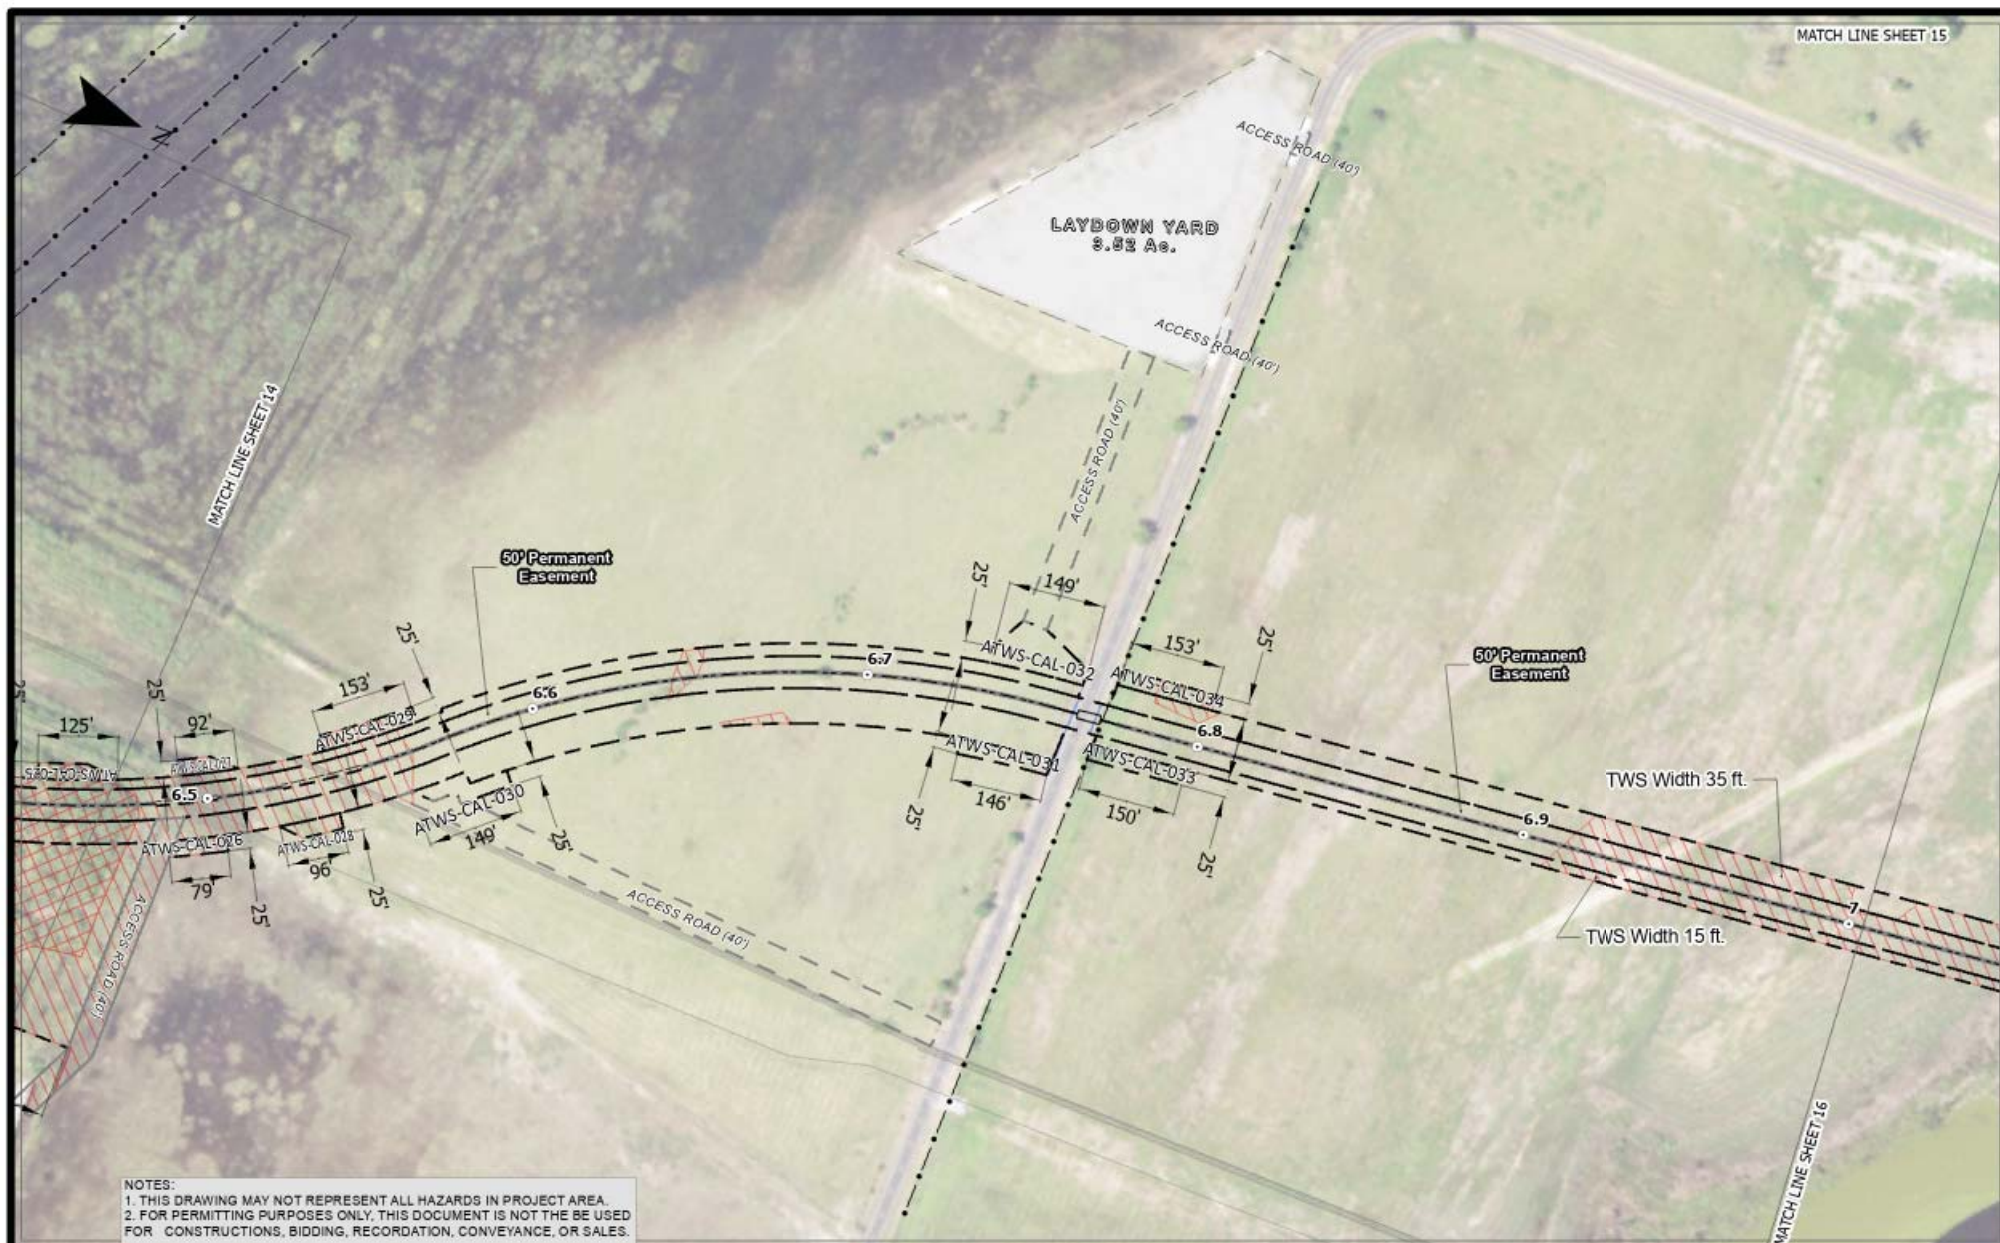 MATCH LINE SHEET 15
N
ACCESS ROAD (40')
LAYDOWN YARD
3.52 Ac.
ACCESS ROAD (40')
ACCESS ROAD (40')
MATCH LINE SHEET 14
50' Permanent
Easement
25'
149'
ATWS-CAL-032
153'
25'
ATWS-CAL-034
50' Permanent
Easement
25'
153'
ATWS-CAL-029
6.6
6.7
6.8
6.9
7
25'
125'
ATWS-CAL-025
25'
92'
ATWS-CAL-027
6.5
ATWS-CAL-026
79'
25'
ATWS-CAL-028
96'
25'
ATWS-CAL-030
149'
25'
ATWS-CAL-031
146'
25'
ATWS-CAL-033
150'
25'
TWS Width 35 ft.
TWS Width 15 ft.
ACCESS ROAD (40')
ACCESS ROAD (40')
MATCH LINE SHEET 16
NOTES:
1. THIS DRAWING MAY NOT REPRESENT ALL HAZARDS IN PROJECT AREA.
2. FOR PERMITTING PURPOSES ONLY, THIS DOCUMENT IS NOT THE BE USED
FOR CONSTRUCTIONS, BIDDING, RECORDATION, CONVEYANCE, OR SALES.